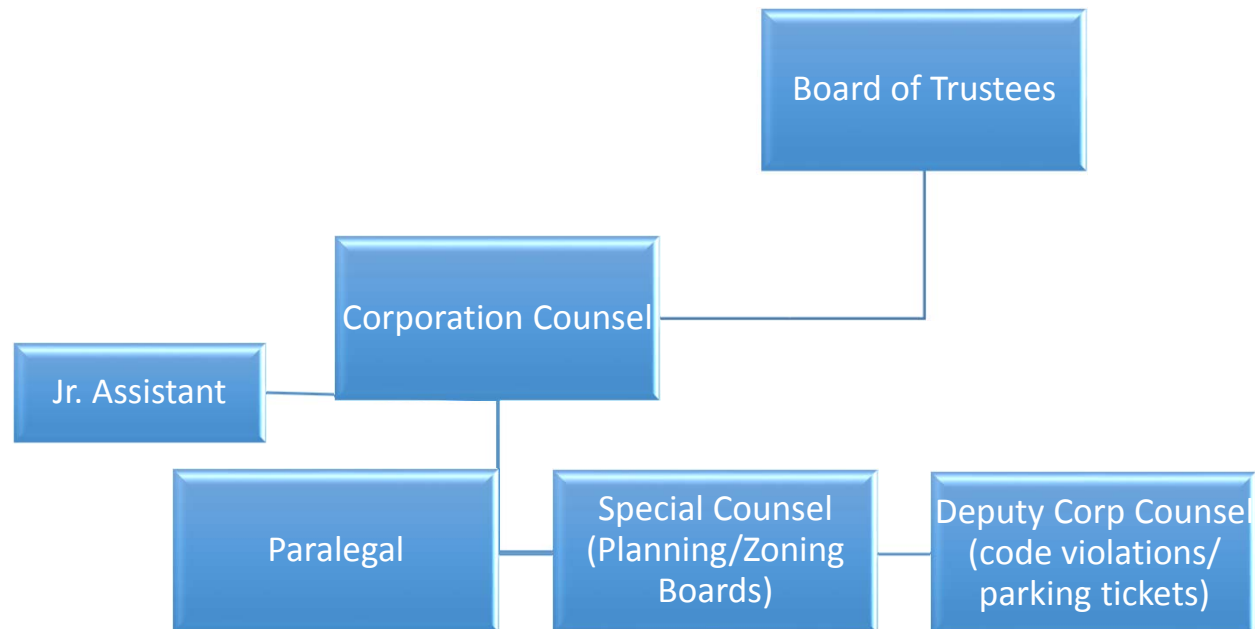 Board of Trustees
Corporation Counsel
Jr. Assistant
Paralegal
Special Counsel
(Planning/Zoning
Boards)
Deputy Corp Counsel
(code violations/
parking tickets)